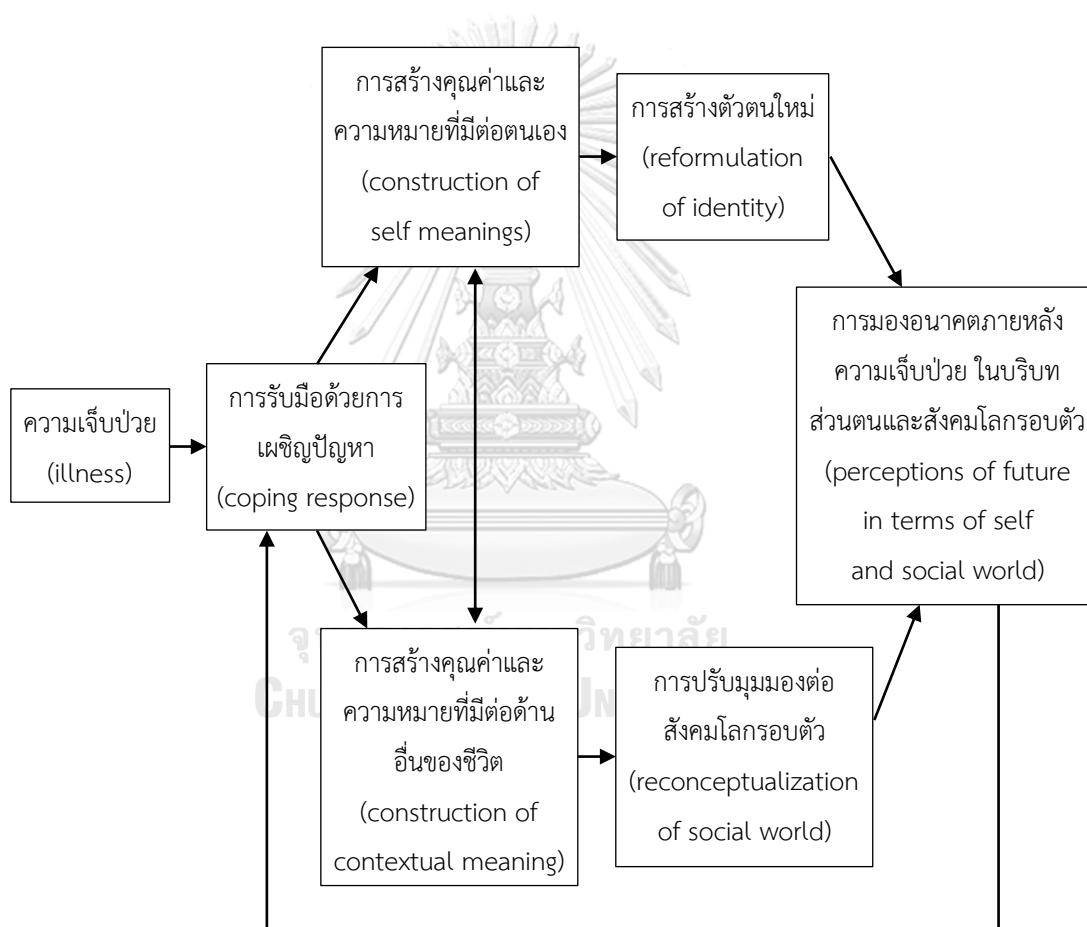 การสร้างคุณค่าและ
ความหมายที่มีต่อตนเอง
(construction of
self meanings)
การสร้างตัวตนใหม่
(reformulation
of identity)
ความเจ็บป่วย
(illness)
การรับมือด้วยการ
เผชิญปัญหา
(coping response)
การมองอนาคตภายหลัง
ความเจ็บป่วย ในบริบท
ส่วนตนและสังคมโลกรอบตัว
(perceptions of future
in terms of self
and social world)
การสร้างคุณค่าและ
ความหมายที่มีต่อด้าน
อื่นของชีวิต
(construction of
contextual meaning)
การปรับมุมมองต่อ
สังคมโลกรอบตัว
(reconceptualization
of social world)